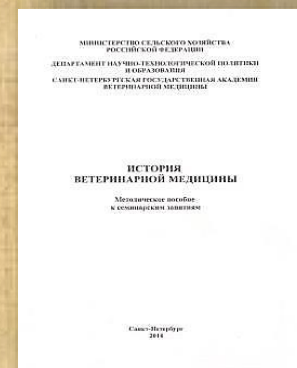 МИНИСТЕРСТВО СЕЛЬСКОГО ХОЗЯЙСТВА
РОССИЙСКОЙ ФЕДЕРАЦИИ
ДЕПАРТАМЕНТ НАУЧНО-ТЕХНОЛОГИЧЕСКОЙ ПОЛИТИКИ
И ОБРАЗОВАНИЯ
САНКТ-ПЕТЕРБУРГСКАЯ ГОСУДАРСТВЕННАЯ АКАДЕМИЯ
ВЕТЕРИНАРНОЙ МЕДИЦИНЫ
ИСТОРИЯ
ВЕТЕРИНАРНОЙ МЕДИЦИНЫ
Методическое пособие
к семинарским занятиям
Санкт-Петербург